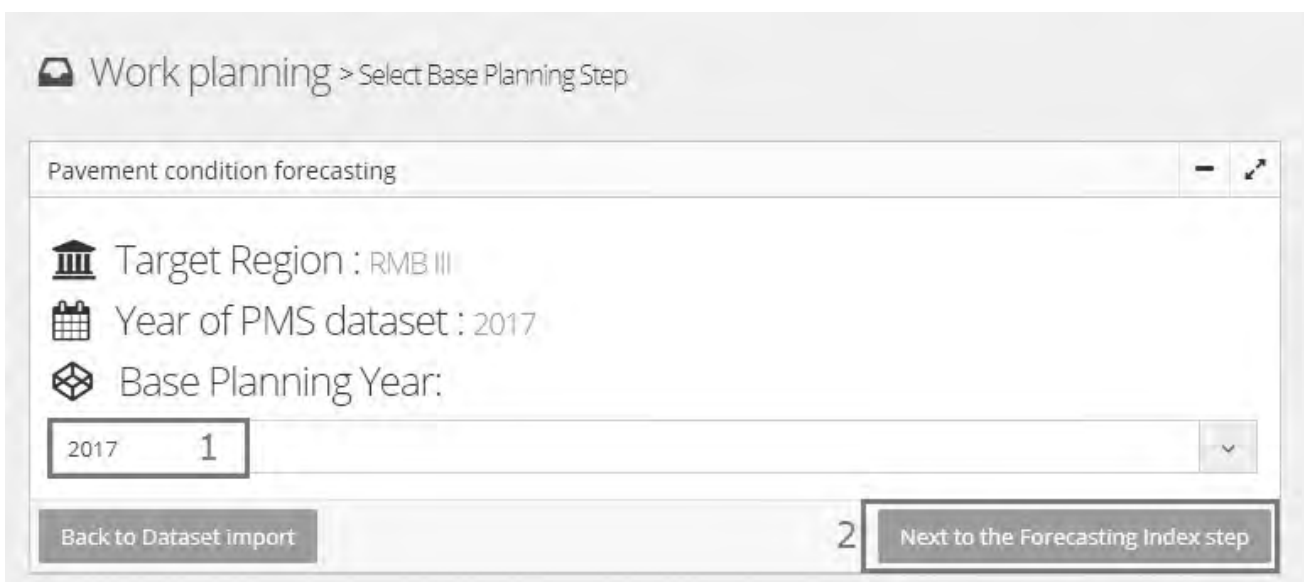 Work planning > Select Base Planning Step
Pavement condition forecasting
Target Region : RMB III
Year of PMS dataset : 2017
Base Planning Year:
2017 1
Back to Dataset import 2 Next to the Forecasting Index step